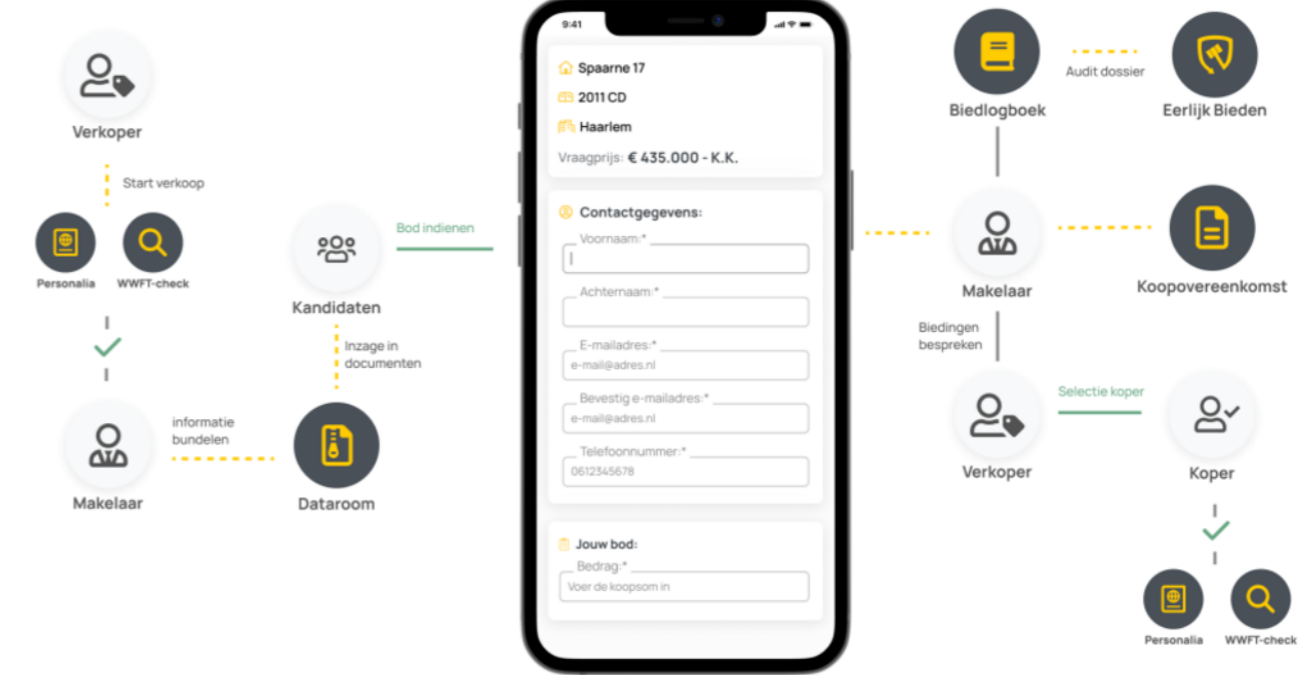 Verkoper
Start verkoop
Personalia
WWFT-check
Makelaar
informatie
bundelen
Dataroom
Inzage in
documenten
Kandidaten
Bod indienen
9:41
Spaarne 17
2011 CD
Haarlem
Vraagprijs: € 435.000 - K.K.
Contactgegevens:
Voornaam:*
Achternaam:*
E-mailadres:*
e-mail@adres.nl
Bevestig e-mailadres:*
e-mail@adres.nl
Telefoonnummer:*
0612345678
Jouw bod:
Bedrag:*
Voer de koopsom in
Biedlogboek
Audit dossier
Eerlijk Bieden
Makelaar
Koopovereenkomst
Biedingen
bespreken
Verkoper
Selectie koper
Koper
Personalia
WWFT-check